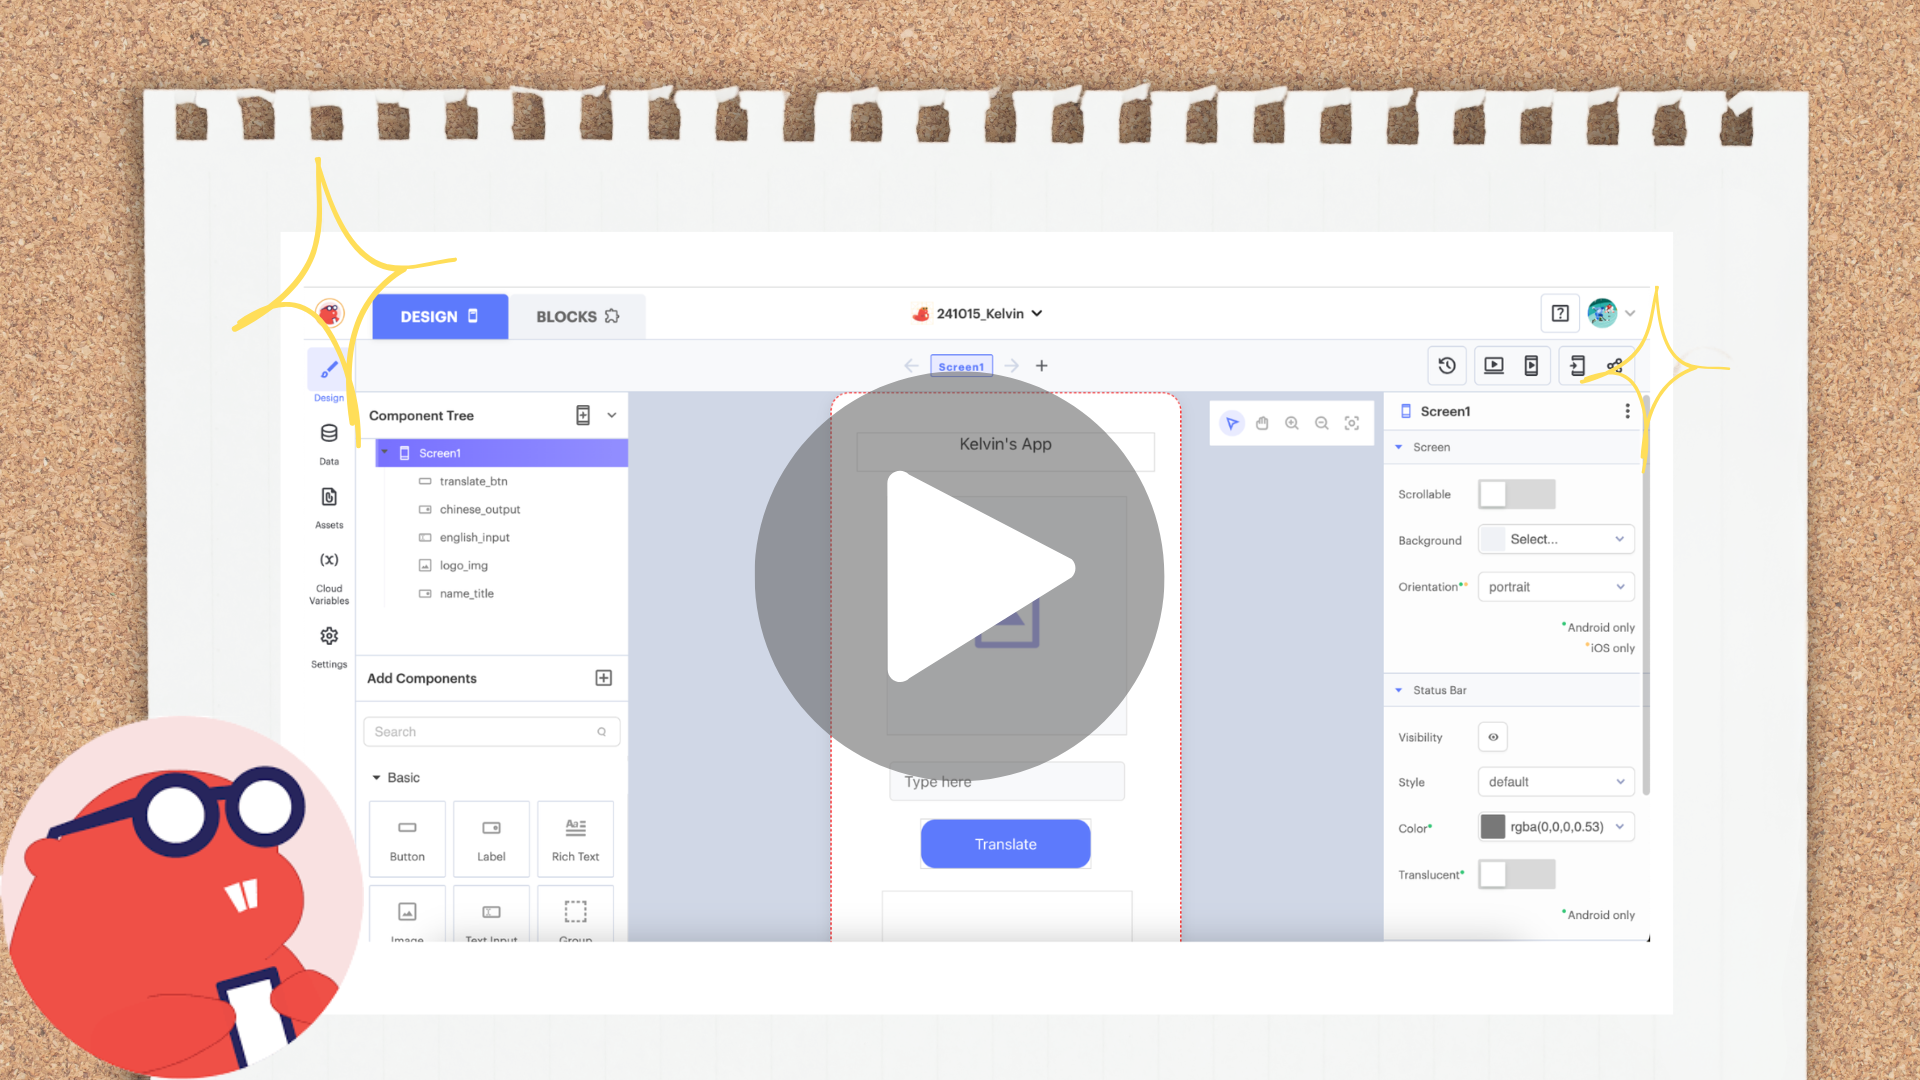 DESIGN
BLOCKS
241015_Kelvin
?
Screen1
Design
Data
Assets
(x)
Cloud
Variables
Settings
Component Tree
Screen1
translate_btn
chinese_output
english_input
logo_img
name_title
Add Components
Search
Basic
Button
Label
Aa
Rich Text
Image
Text Input
Group
Kelvin's App
Type here
Translate
Screen1
Screen
Scrollable
Background
Select...
Orientation**
portrait
*Android only
*iOS only
Status Bar
Visibility
Style
default
Color*
rgba(0,0,0,0.53)
Translucent*
*Android only